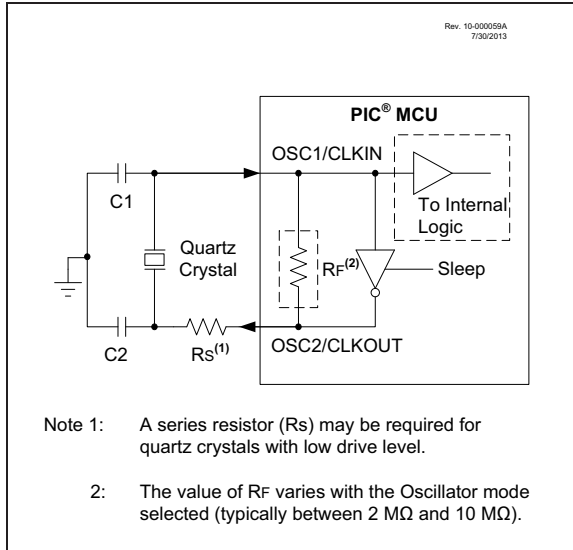 Rev. 10-000059A
7/30/2013
PIC® MCU
OSC1/CLKIN
C1
To Internal
Logic
Quartz
Crystal
RF(2)
Sleep
C2
RS(1)
OSC2/CLKOUT
Note 1: A series resistor (Rs) may be required for
quartz crystals with low drive level.
2: The value of RF varies with the Oscillator mode
selected (typically between 2 MΩ and 10 MΩ).